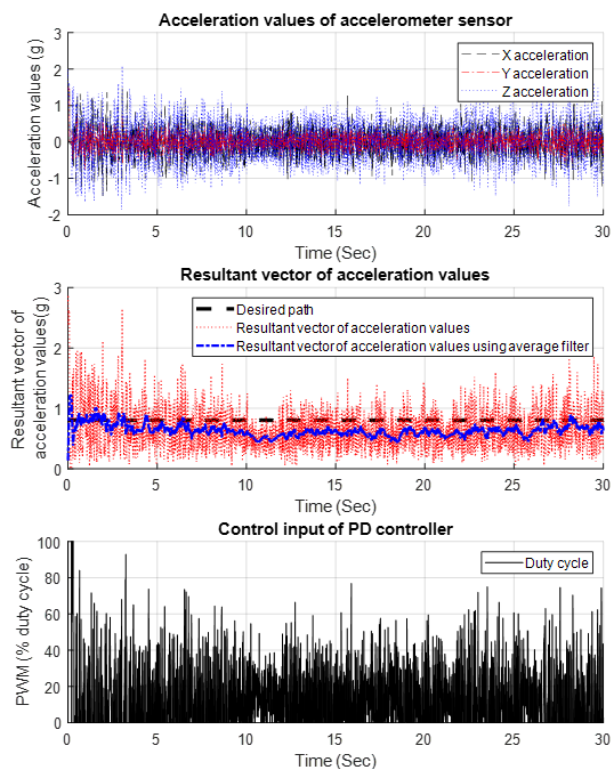 Acceleration values of accelerometer sensor
Acceleration values (g)
3
2
1
0
-1
-2
X acceleration
Y acceleration
Z acceleration
0 5 10 15 20 25 30
Time (Sec)
Resultant vector of acceleration values
Resultant vector of
acceleration values(g)
3
2
1
0
Desired path
Resultant vector of acceleration values
Resultant vector of acceleration values using average filter
0 5 10 15 20 25 30
Time (Sec)
Control input of PD controller
PWM (% duty cycle)
100
80
60
40
20
0
Duty cycle
0 5 10 15 20 25 30
Time (Sec)